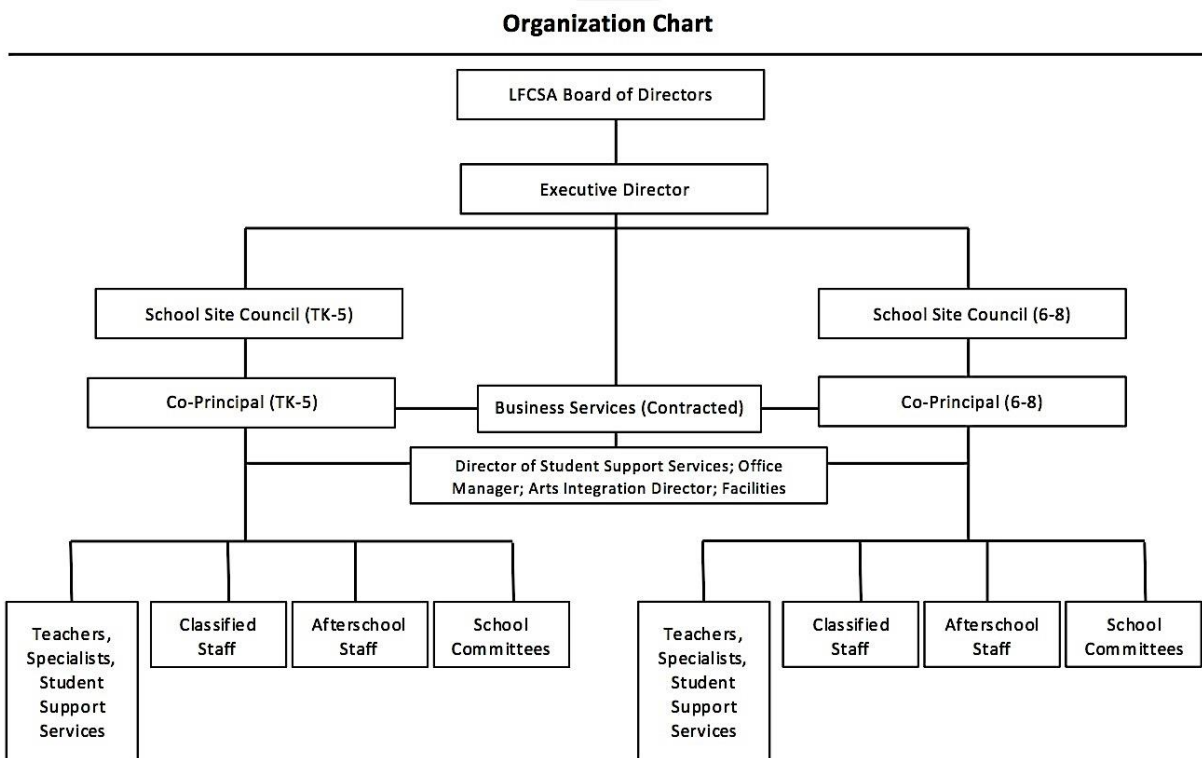 Organization Chart
LFCSA Board of Directors
Executive Director
School Site Council (TK-5)
School Site Council (6-8)
Co-Principal (TK-5)
Business Services (Contracted)
Co-Principal (6-8)
Director of Student Support Services; Office
Manager; Arts Integration Director; Facilities
Teachers,
Specialists,
Student
Support
Services
Classified
Staff
Afterschool
Staff
School
Committees
Teachers,
Specialists,
Student
Support
Services
Classified
Staff
Afterschool
Staff
School
Committees